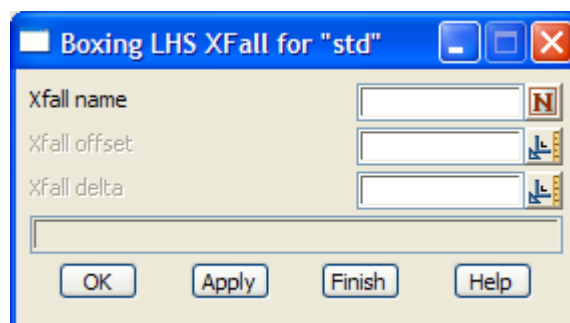 Boxing LHS XFall for "std"
Xfall name N
Xfall offset
Xfall delta
OK Apply Finish Help